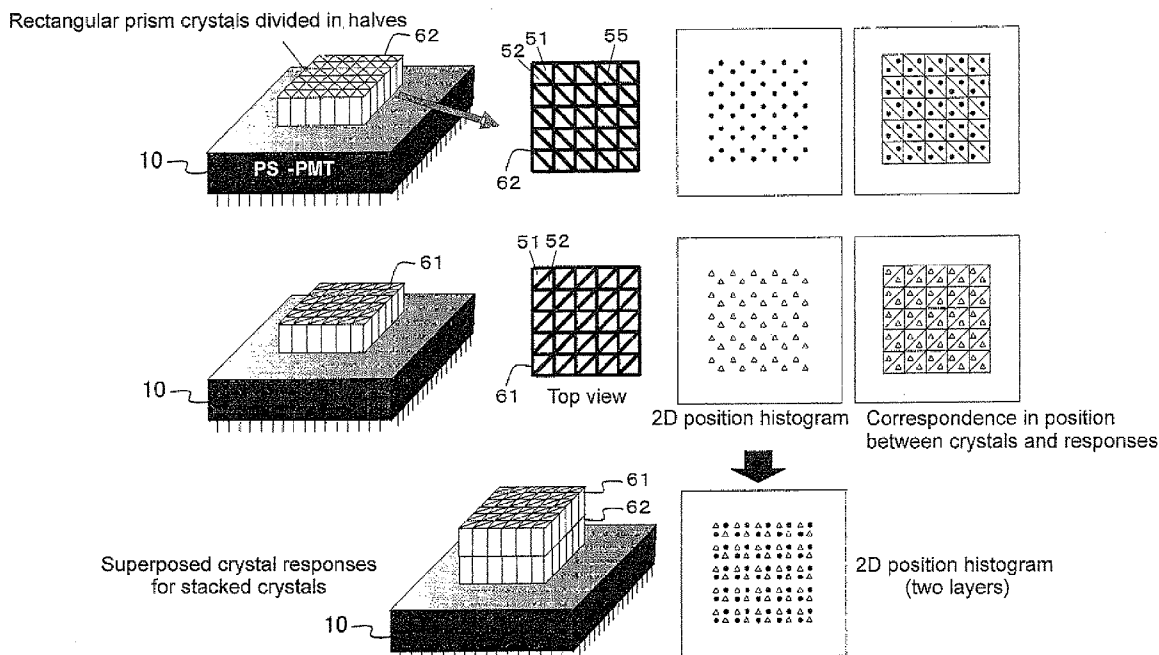 Rectangular prism crystals divided in halves
62
51
55
52
10
PS -PMT
62
61
51 52
10
61
Top view
2D position histogram
Correspondence in position
between crystals and responses
61
62
Superposed crystal responses
for stacked crystals
2D position histogram
(two layers)
10